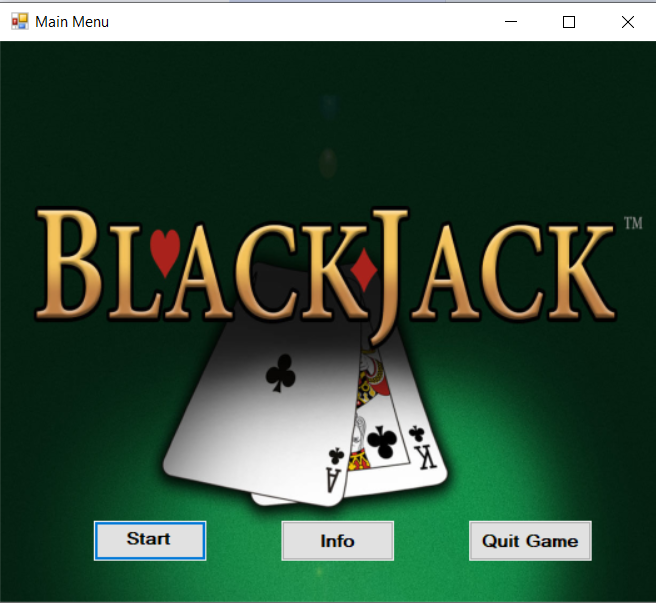 Main Menu
BLACKJACK™
A
K
Start
Info
Quit Game